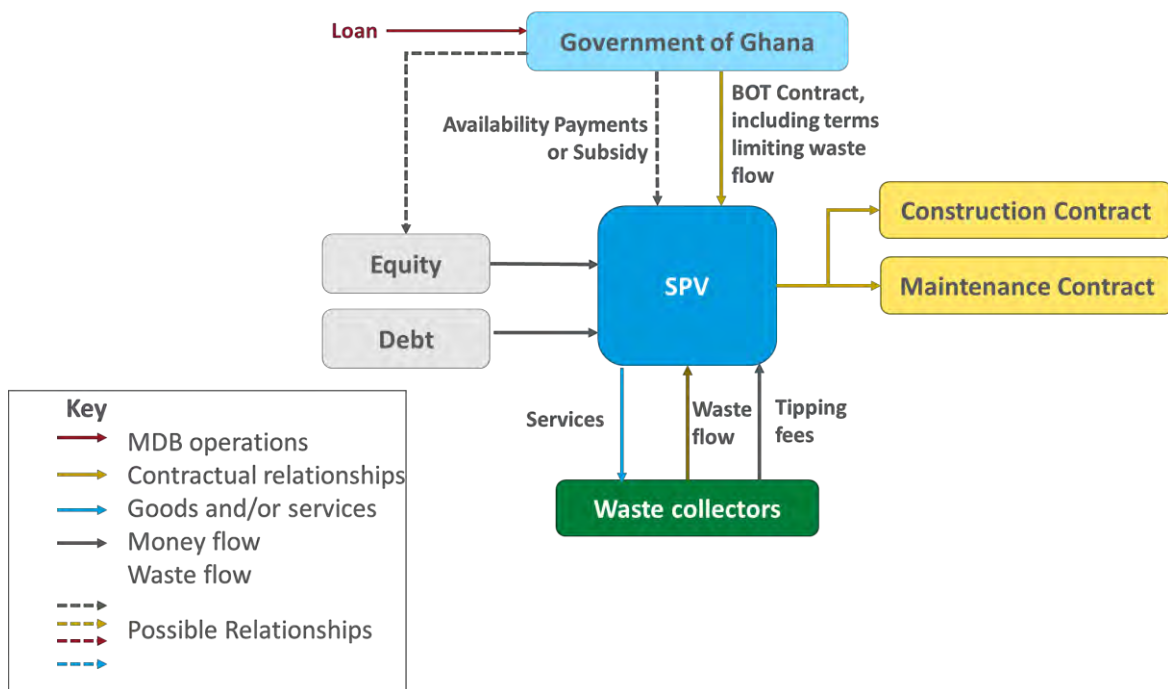 Loan
Government of Ghana
Availability Payments
or Subsidy
BOT Contract,
including terms
limiting waste
flow
Construction Contract
Equity
SPV
Maintenance Contract
Debt
Services
Waste
flow
Tipping
fees
Waste collectors
Key
MDB operations
Contractual relationships
Goods and/or services
Money flow
Waste flow
Possible Relationships